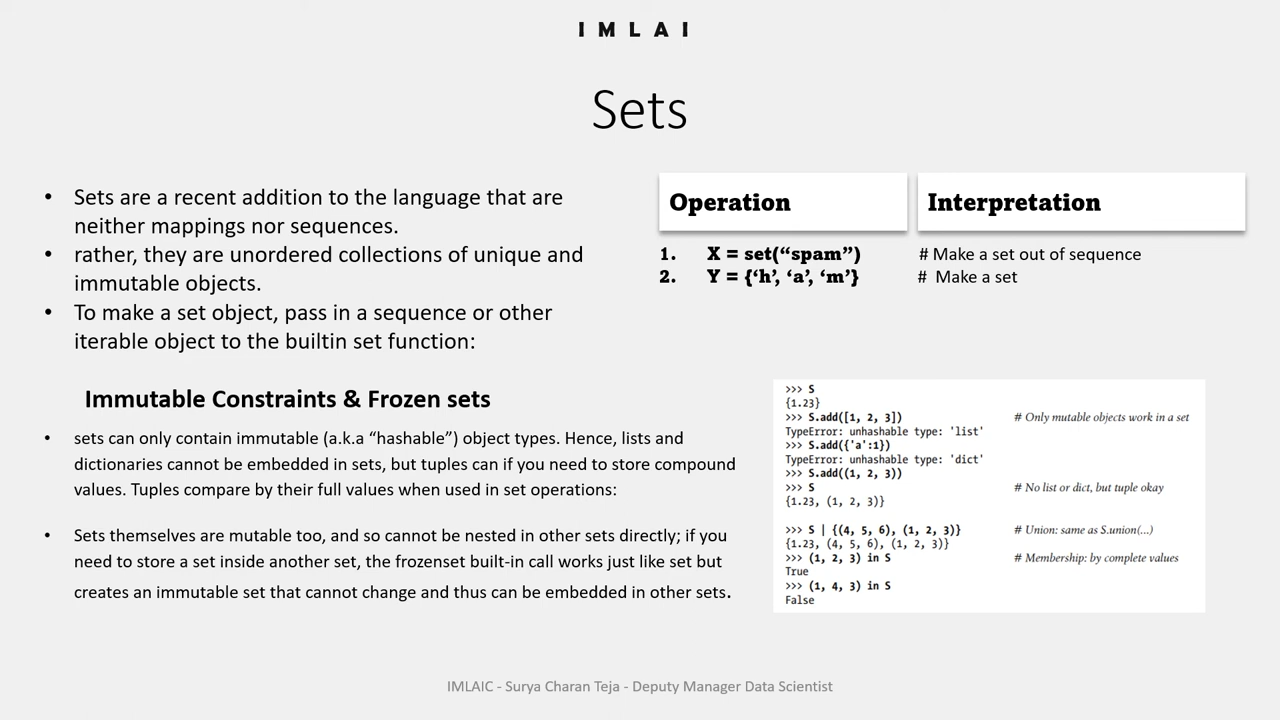 IMLAI
Sets
• Sets are a recent addition to the language that are
neither mappings nor sequences.
• rather, they are unordered collections of unique and
immutable objects.
• To make a set object, pass in a sequence or other
iterable object to the builtin set function:
Operation Interpretation
1. X = set(“spam”) # Make a set out of sequence
2. Y = {‘h’, ‘a’, ‘m’} # Make a set
Immutable Constraints & Frozen sets
• sets can only contain immutable (a.k.a “hashable”) object types. Hence, lists and
dictionaries cannot be embedded in sets, but tuples can if you need to store compound
values. Tuples compare by their full values when used in set operations:
• Sets themselves are mutable too, and so cannot be nested in other sets directly; if you
need to store a set inside another set, the frozenset built-in call works just like set but
creates an immutable set that cannot change and thus can be embedded in other sets.
>>> S
{1.23}
>>> S.add([1, 2, 3]) # Only mutable objects work in a set
TypeError: unhashable type: 'list'
>>> S.add({'a':1})
TypeError: unhashable type: 'dict'
>>> S.add((1, 2, 3))
>>> S # No list or dict, but tuple okay
{1.23, (1, 2, 3)}
>>> S | {(4, 5, 6), (1, 2, 3)} # Union: same as S.union(...)
{1.23, (4, 5, 6), (1, 2, 3)}
>>> (1, 2, 3) in S # Membership: by complete values
True
>>> (1, 4, 3) in S
False
IMLAIC - Surya Charan Teja - Deputy Manager Data Scientist